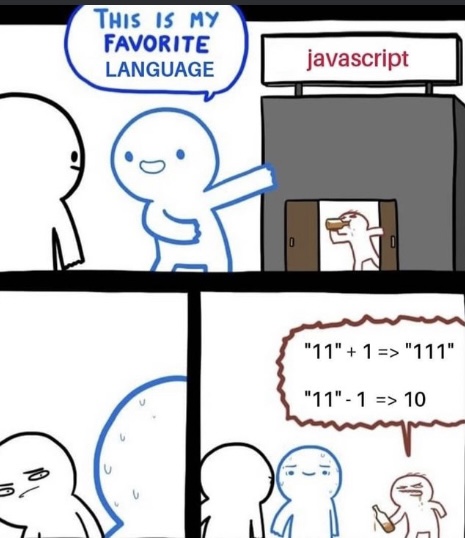 THIS IS MY
FAVORITE
LANGUAGE
javascript
"11" + 1 => "111"
"11" - 1 => 10